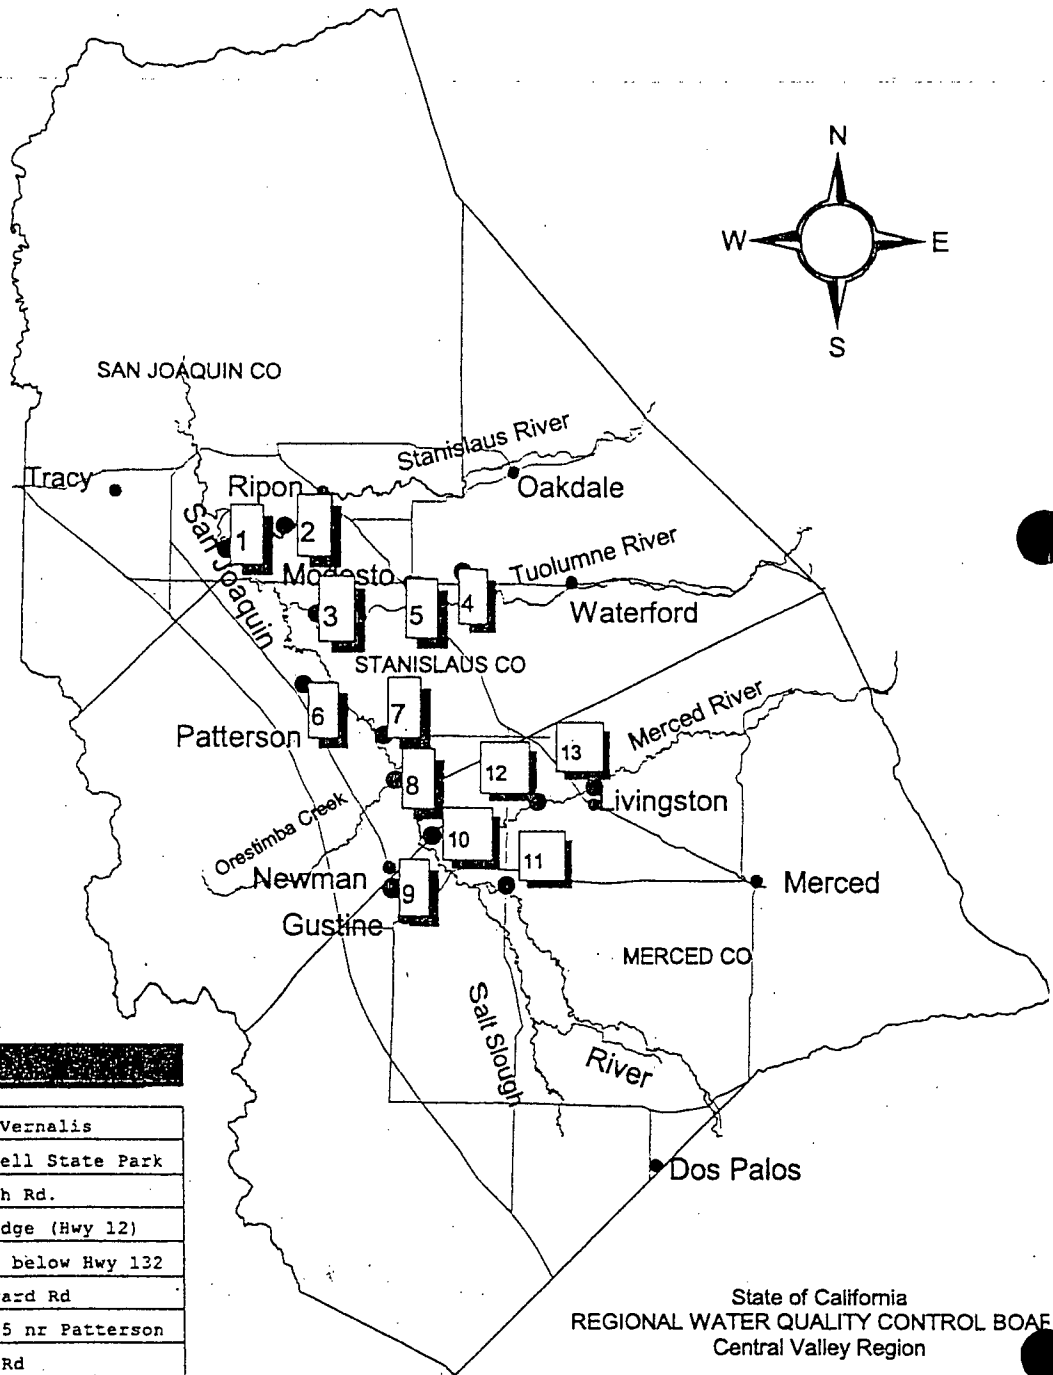 N
W
E
S
SAN JOAQUIN CO
Stanislaus River
Tracy
Ripon
Oakdale
San Joaquin
1
2
Modesto
Tuolumne River
3
5
4
Waterford
STANISLAUS CO
6
7
Patterson
Merced River
8
12
13
Livingston
Orestimba Creek
10
11
Newman
9
Merced
Gustine
MERCED CO
Salt Slough
River
Dos Palos
Vernalis
ell State Park
h Rd.
dge (Hwy 12)
below Hwy 132
ard Rd
5 nr Patterson
Rd
State of California
REGIONAL WATER QUALITY CONTROL BOAR
Central Valley Region